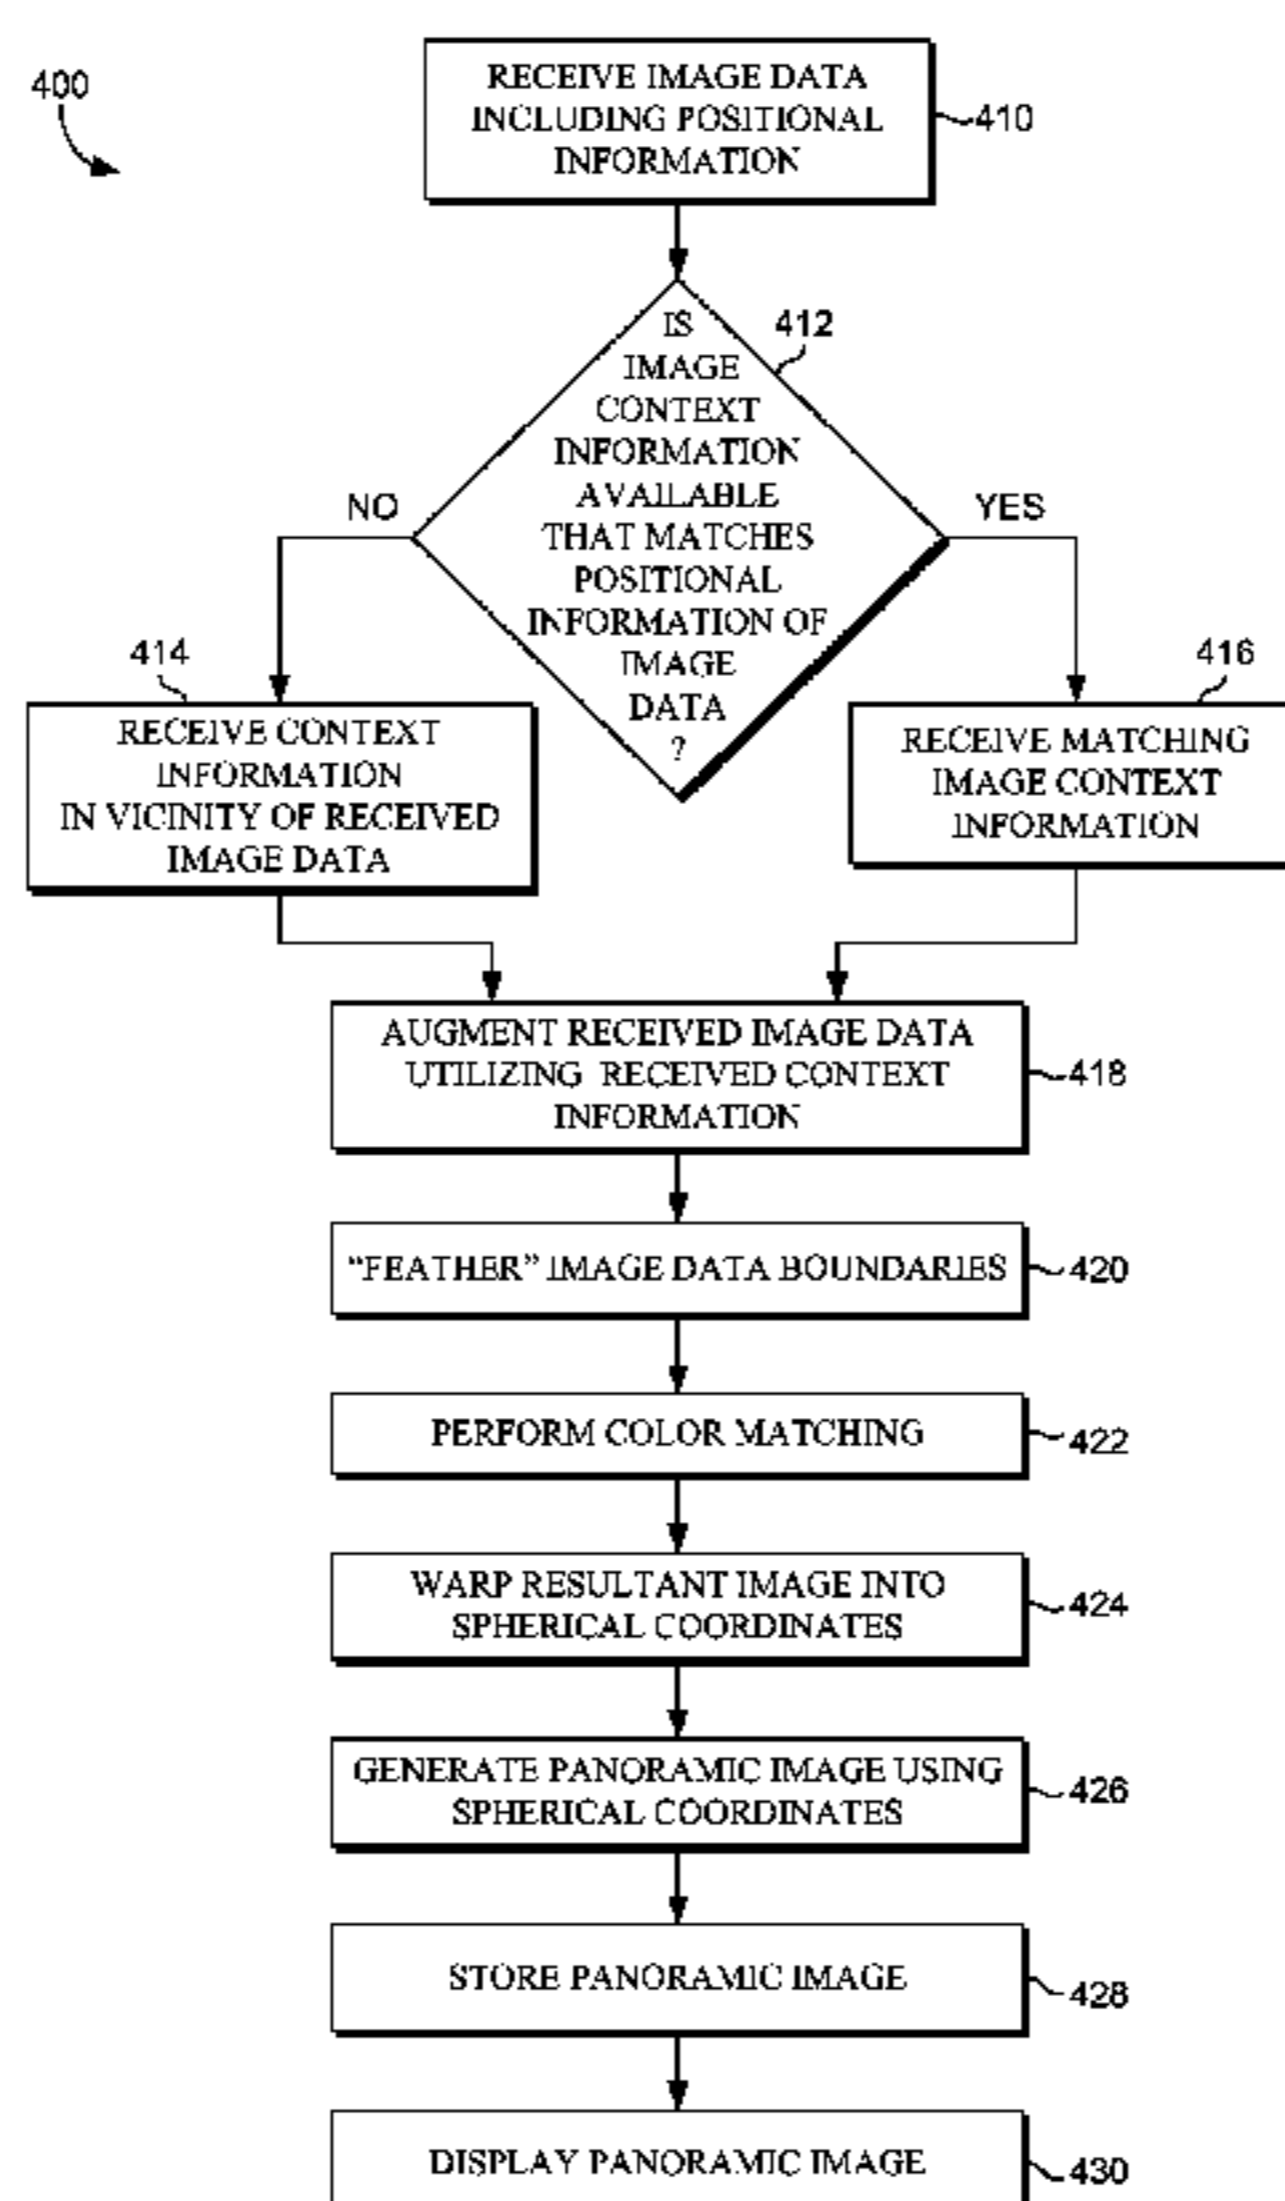 400
RECEIVE IMAGE DATA
INCLUDING POSITIONAL
INFORMATION
410
IS
IMAGE
CONTEXT
INFORMATION
AVAILABLE
THAT MATCHES
POSITIONAL
INFORMATION OF
IMAGE
DATA
?
412
NO
YES
414
RECEIVE CONTEXT
INFORMATION
IN VICINITY OF RECEIVED
IMAGE DATA
416
RECEIVE MATCHING
IMAGE CONTEXT
INFORMATION
AUGMENT RECEIVED IMAGE DATA
UTILIZING RECEIVED CONTEXT
INFORMATION
418
“FEATHER” IMAGE DATA BOUNDARIES
420
PERFORM COLOR MATCHING
422
WARP RESULTANT IMAGE INTO
SPHERICAL COORDINATES
424
GENERATE PANORAMIC IMAGE USING
SPHERICAL COORDINATES
426
STORE PANORAMIC IMAGE
428
DISPLAY PANORAMIC IMAGE
430